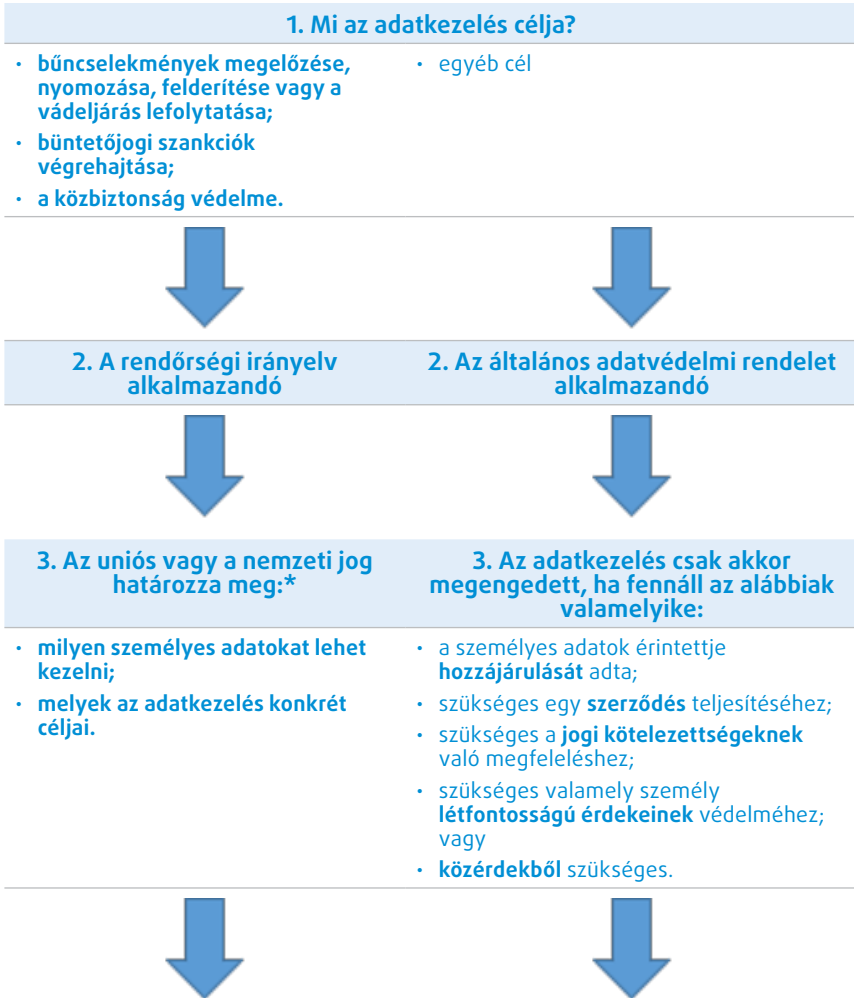 1. Mi az adatkezelés célja?
• bűncselekmények megelőzése,
nyomozása, felderítése vagy a
vádeljárás lefolytatása;
• büntetőjogi szankciók
végrehajtása;
• a közbiztonság védelme.
• egyéb cél
2. A rendőrségi irányelv
alkalmazandó
2. Az általános adatvédelmi rendelet
alkalmazandó
3. Az uniós vagy a nemzeti jog
határozza meg:*
• milyen személyes adatokat lehet
kezelni;
• melyek az adatkezelés konkrét
céljai.
3. Az adatkezelés csak akkor
megengedett, ha fennáll az alábbiak
valamelyike:
• a személyes adatok érintettje
hozzájárulását adta;
• szükséges egy szerződés teljesítéséhez;
• szükséges a jogi kötelezettségeknek
való megfeleléshez;
• szükséges valamely személy
létfontosságú érdekeinek védelméhez;
vagy
• közérdekből szükséges.